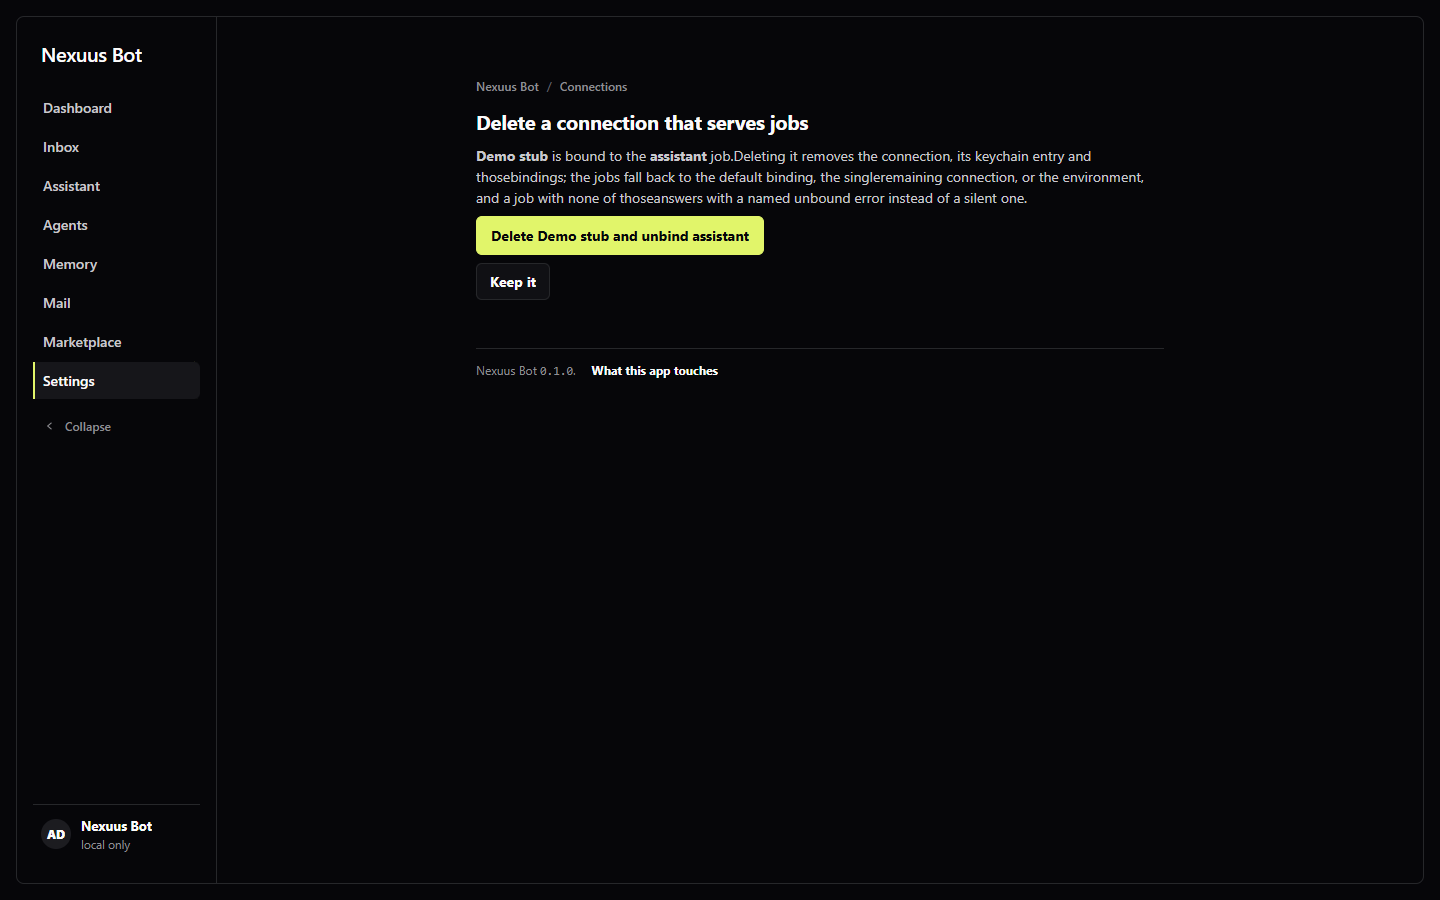 Nexuus Bot
Dashboard
Inbox
Assistant
Agents
Memory
Mail
Marketplace
Settings
Collapse
AD
Nexuus Bot
local only
Nexuus Bot / Connections
Delete a connection that serves jobs
Demo stub is bound to the assistant job.Deleting it removes the connection, its keychain entry and
thosebindings; the jobs fall back to the default binding, the singleremaining connection, or the environment,
and a job with none of thoseanswers with a named unbound error instead of a silent one.
Delete Demo stub and unbind assistant
Keep it
Nexuus Bot 0.1.0. What this app touches